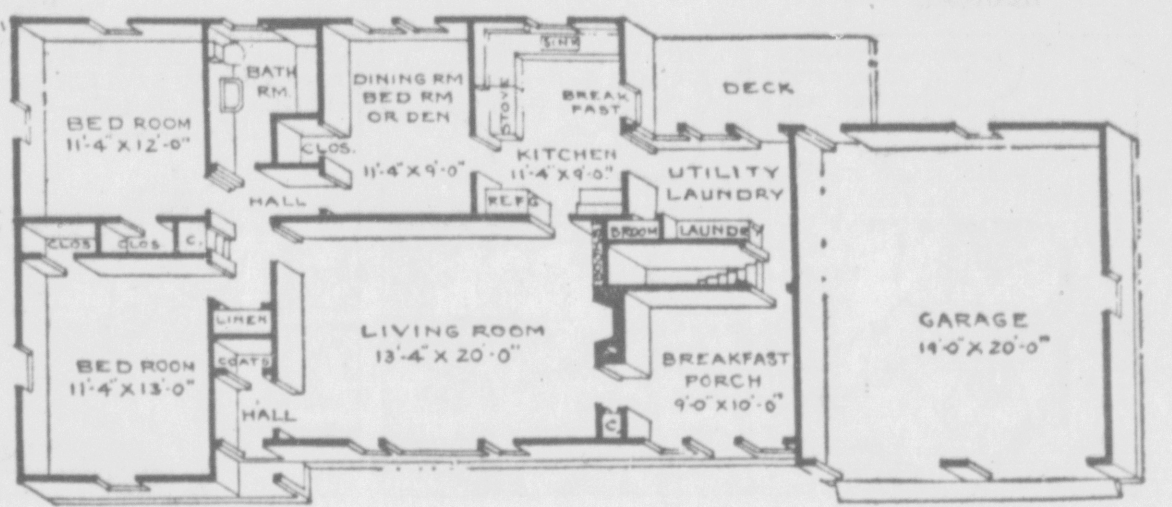 BED ROOM
11'-4" X 12'-0"
BATH
RM.
CLOS.
DINING RM
BED RM
OR DEN
11'-4" X 9'-0"
SINK
STOVE
BREAK
FAST
KITCHEN
11'-4" X 9'-0"
REFG
DECK
UTILITY
LAUNDRY
HALL
CLOS
CLOS
C.
BROOM
LAUNDRY
BED ROOM
11'-4" X 13'-0"
LINEN
COATS
HALL
LIVING ROOM
13'-4" X 20'-0"
BREAKFAST
PORCH
9'-0" X 10'-0"
C.
GARAGE
19'-0" X 20'-0"